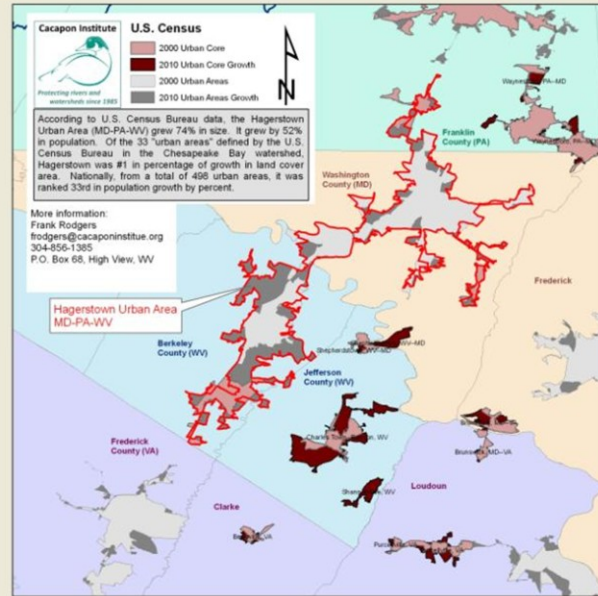 Cacapon Institute
Protecting rivers and
watersheds since 1985
U.S. Census
2000 Urban Core
2010 Urban Core Growth
2000 Urban Areas
2010 Urban Areas Growth
N
According to U.S. Census Bureau data, the Hagerstown
Urban Area (MD-PA-WV) grew 74% in size. It grew by 52%
in population. Of the 33 "urban areas" defined by the U.S.
Census Bureau in the Chesapeake Bay watershed,
Hagerstown was #1 in percentage of growth in land cover
area. Nationally, from a total of 496 urban areas, it was
ranked 33rd in population growth by percent.
More information:
Frank Rodgers
frodgers@cacaponinstitue.org
304-856-1385
P.O. Box 68, High View, WV
Franklin
County (PA)
Washington
County (MD)
Frederick
Hagerstown Urban Area
MD-PA-WV
Berkeley
County (WV)
Jefferson
County (WV)
Frederick
County (VA)
Clarke
Loudoun
Brunswick, MD-VA